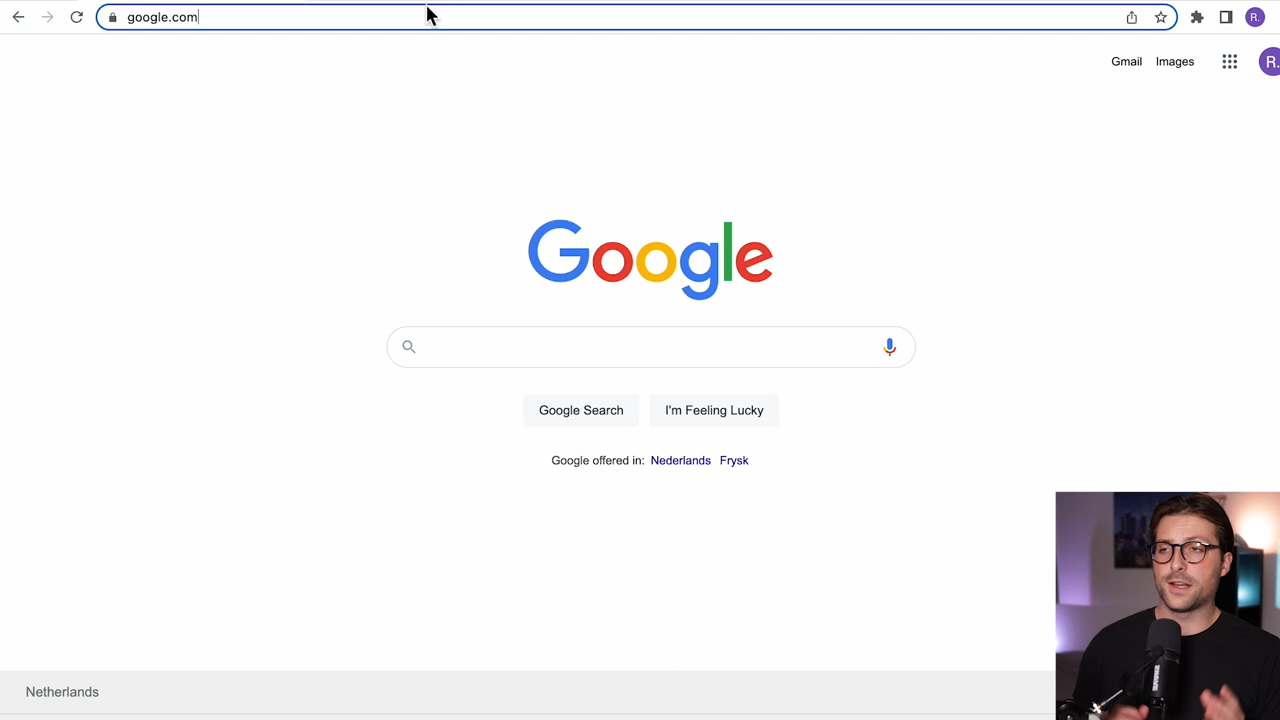 google.com
R.
Gmail Images
R.
Google
Google Search I'm Feeling Lucky
Google offered in: Nederlands Frysk
Netherlands